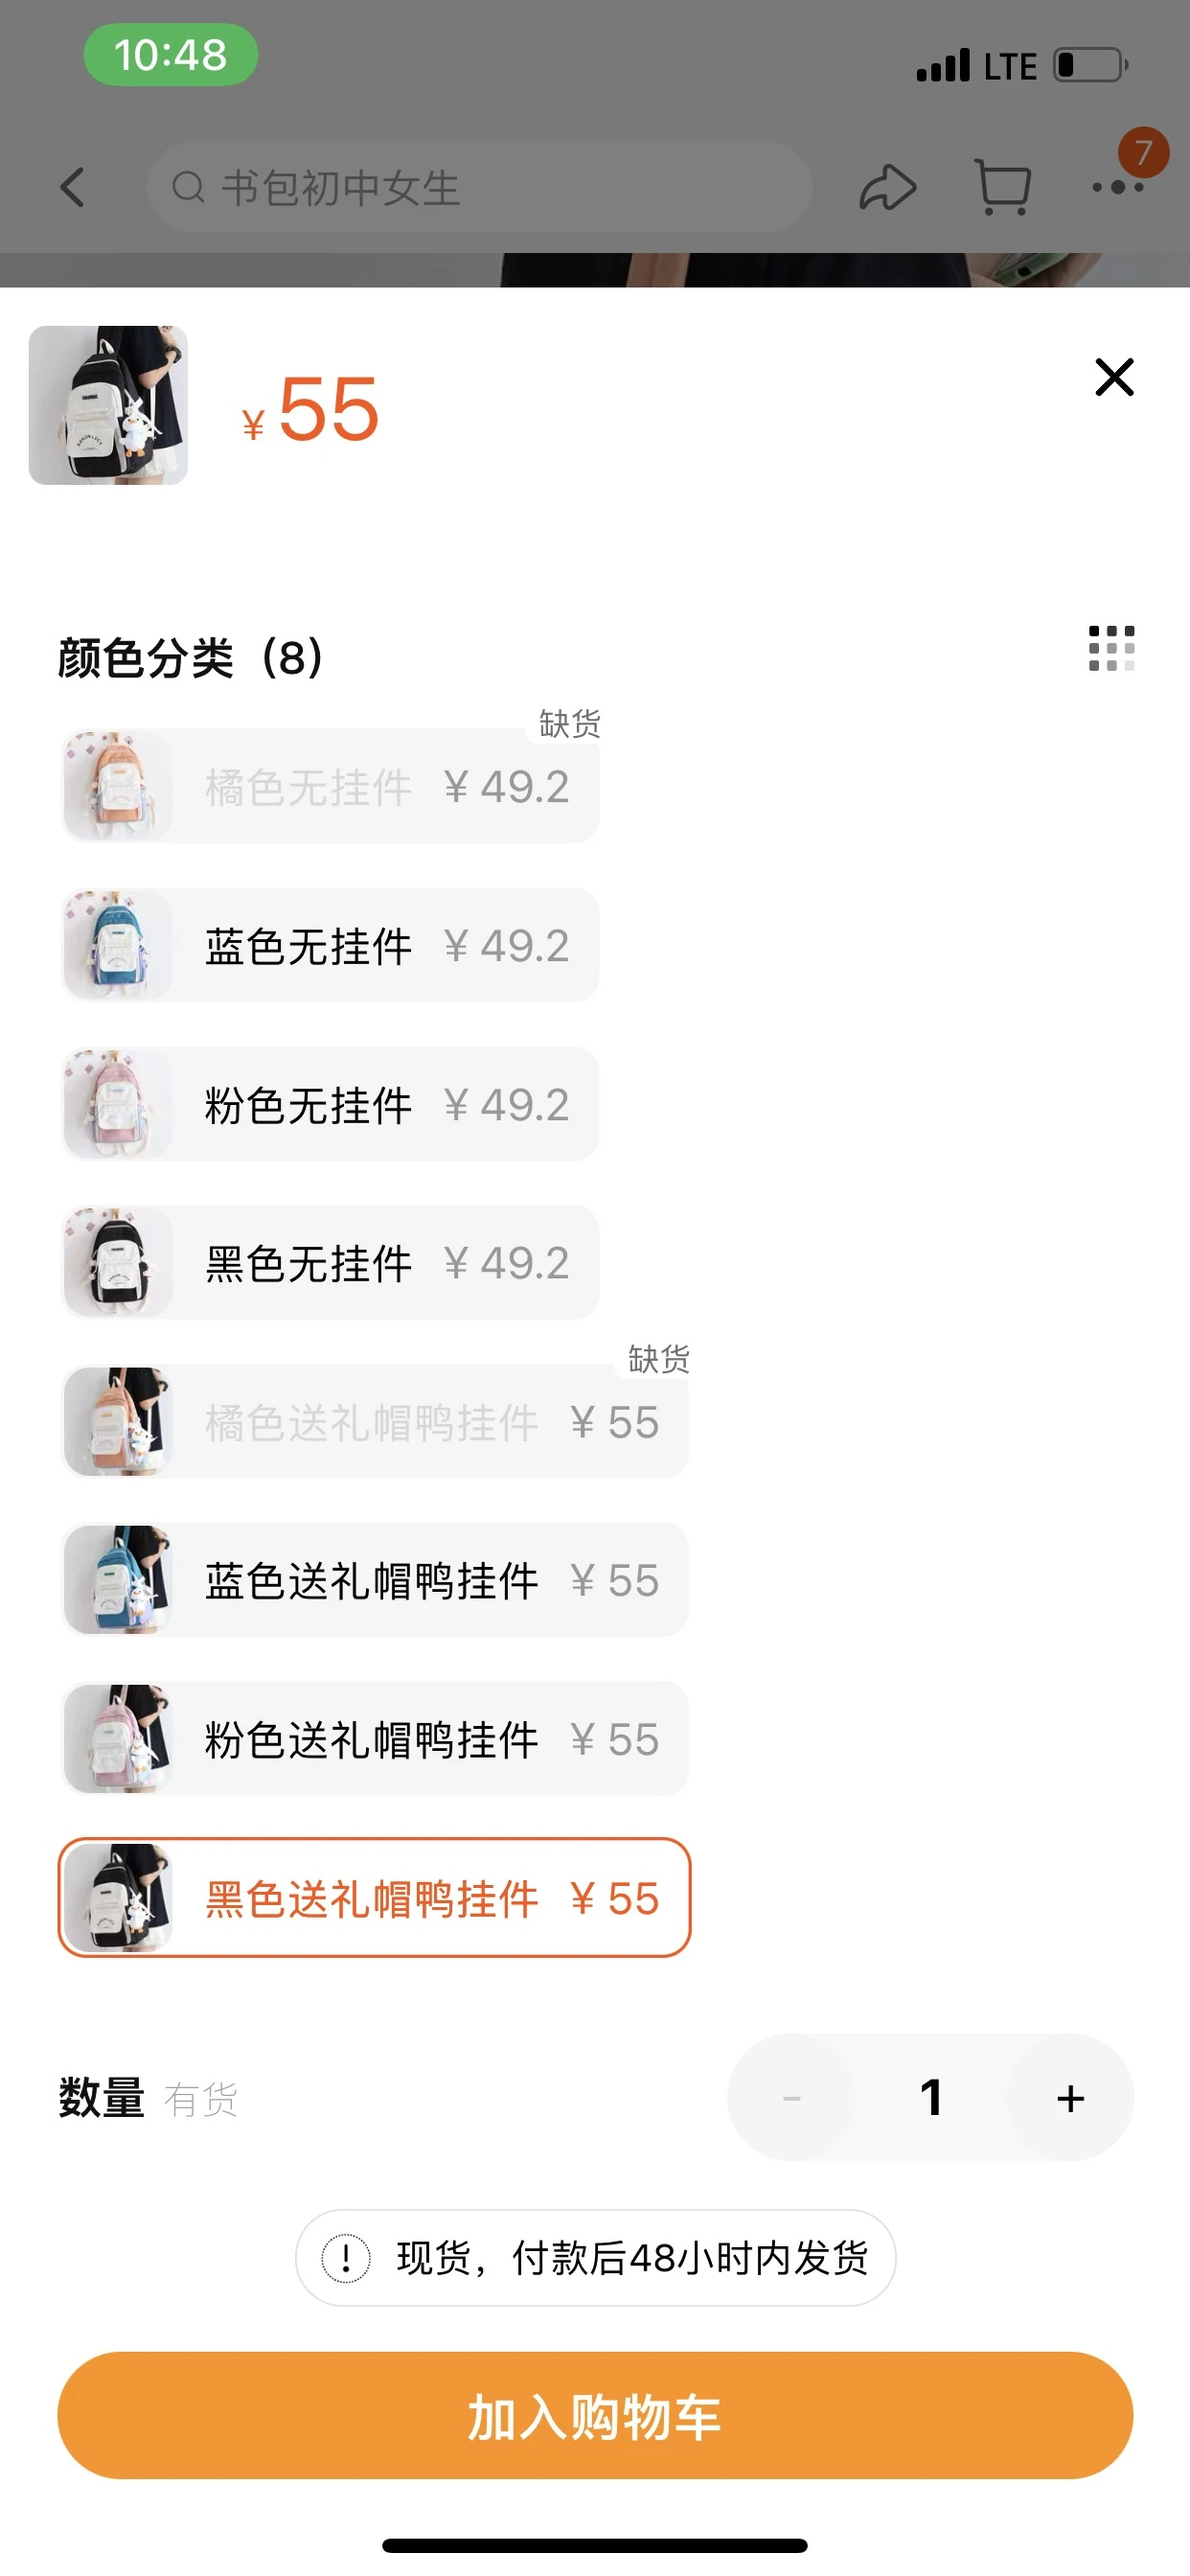 10:48
LTE
书包初中女生
7
¥ 55
颜色分类（8）
缺货
橘色无挂件 ¥ 49.2
蓝色无挂件 ¥ 49.2
粉色无挂件 ¥ 49.2
黑色无挂件 ¥ 49.2
缺货
橘色送礼帽鸭挂件 ¥ 55
蓝色送礼帽鸭挂件 ¥ 55
粉色送礼帽鸭挂件 ¥ 55
黑色送礼帽鸭挂件 ¥ 55
数量 有货
- 1 +
现货，付款后48小时内发货
加入购物车